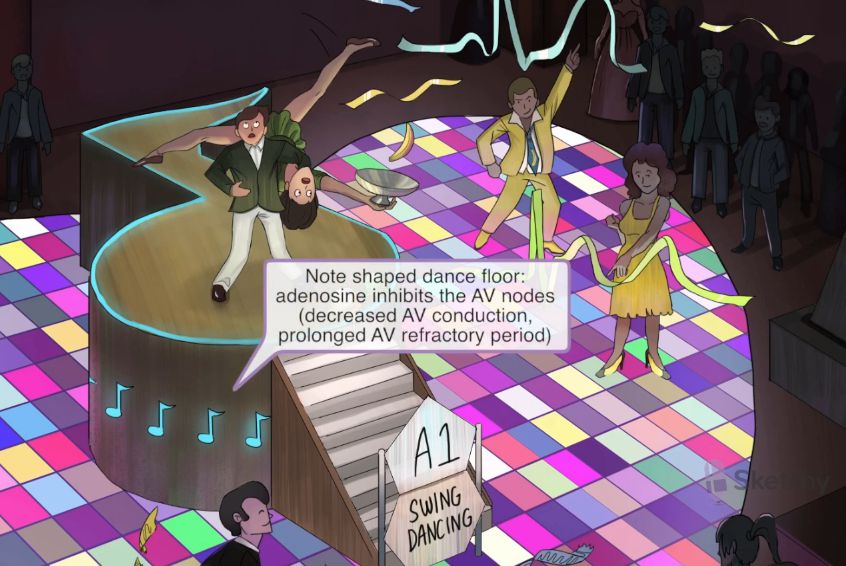 Note shaped dance floor:
adenosine inhibits the AV nodes
(decreased AV conduction,
prolonged AV refractory period)
A1
SWING
DANCING
Sketchy